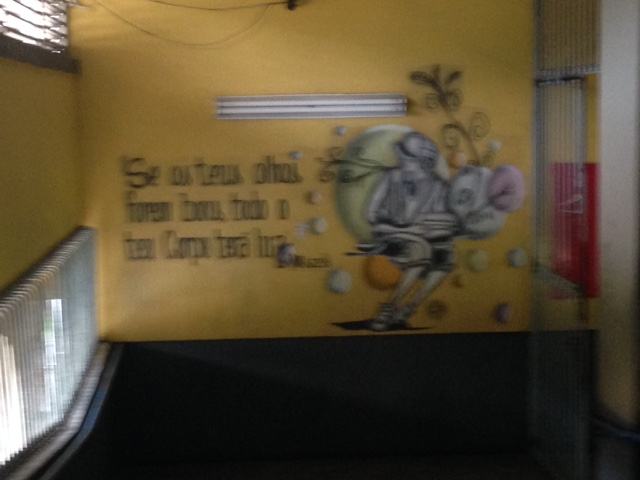 Se os teus olhos
forem bons, todo o
teu Corpo terá luz